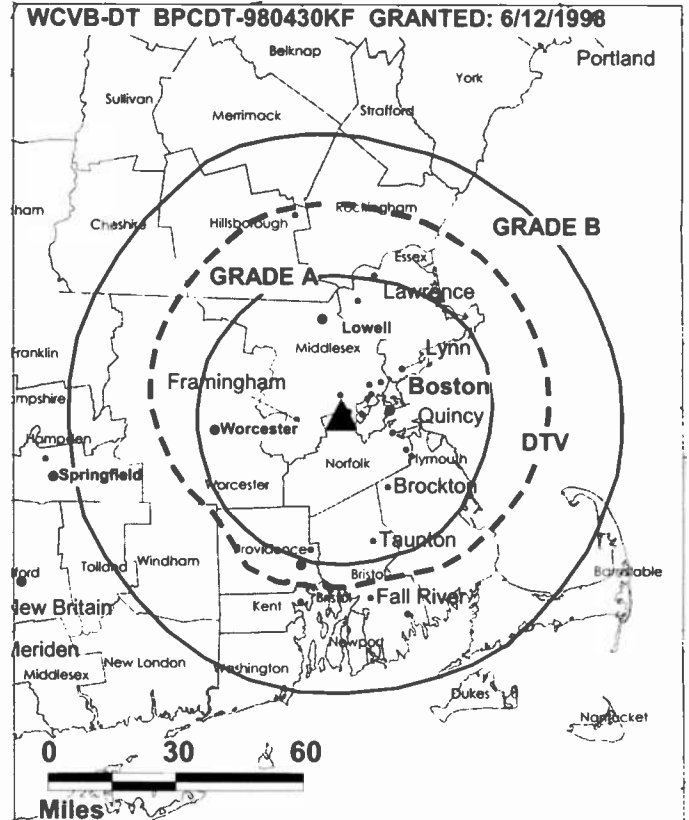 WCVB-DT BPCDT-980430KF GRANTED: 6/12/1998
Belknap
Portland
York
Sullivan
Merrimack
Strafford
ham
Cheshire
Hillsborough
Rockingham
GRADE B
Essex
GRADE A
Lawrence
Lowell
Middlesex
Lynn
Franklin
Framingham
Boston
mpshire
Quincy
Worcester
DTV
Hampden
Norfolk
Plymouth
Springfield
Worcester
Brockton
Taunton
Providence
Tolland
Windham
Bristol
Barnstable
ford
Kent
Bristol
Fall River
New Britain
Newport
Meriden
New London
Washington
Middlesex
Dukes
Nantucket
0 30 60
Miles